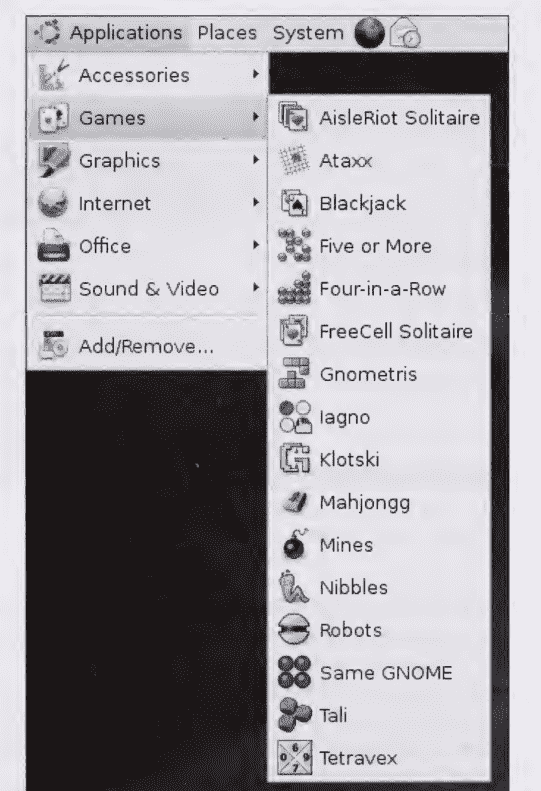 Applications Places System
Accessories
Games
Graphics
Internet
Office
Sound & Video
Add/Remove...
AisleRiot Solitaire
Ataxx
Blackjack
Five or More
Four-in-a-Row
FreeCell Solitaire
Gnometris
Iagno
Klotski
Mahjongg
Mines
Nibbles
Robots
Same GNOME
Tali
Tetravex